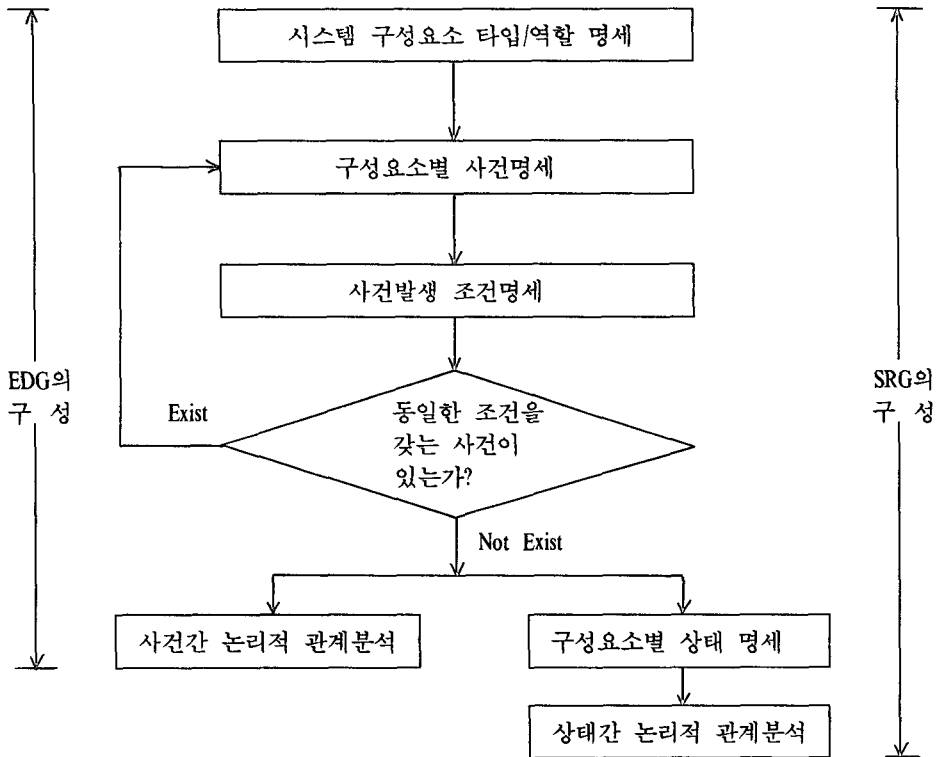 시스템 구성요소 타입/역할 명세
구성요소별 사건명세
사건발생 조건명세
EDG의
구 성
Exist
동일한 조건을
갖는 사건이
있는가?
SRG의
구 성
Not Exist
사건간 논리적 관계분석
구성요소별 상태 명세
상태간 논리적 관계분석